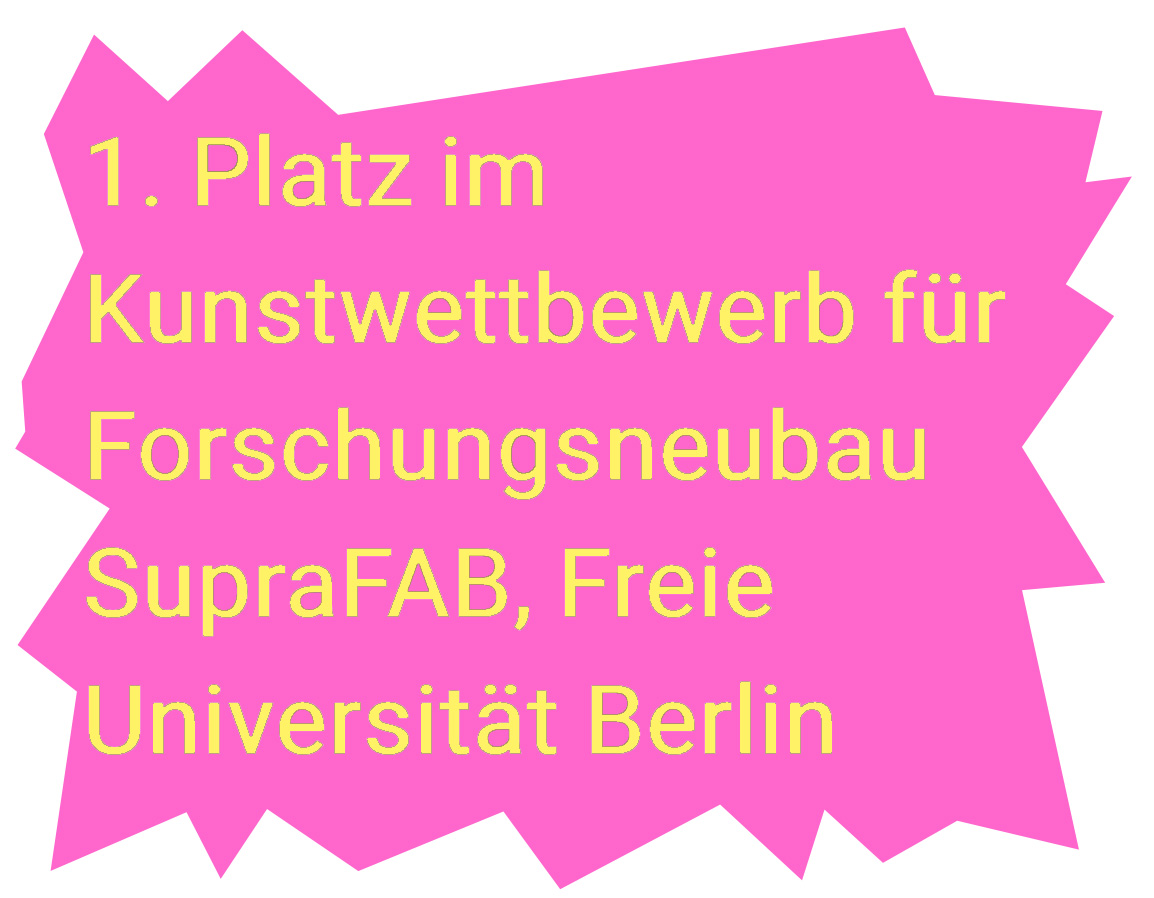 1. Platz im
Kunstwettbewerb für
Forschungsneubau
SupraFAB, Freie
Universität Berlin